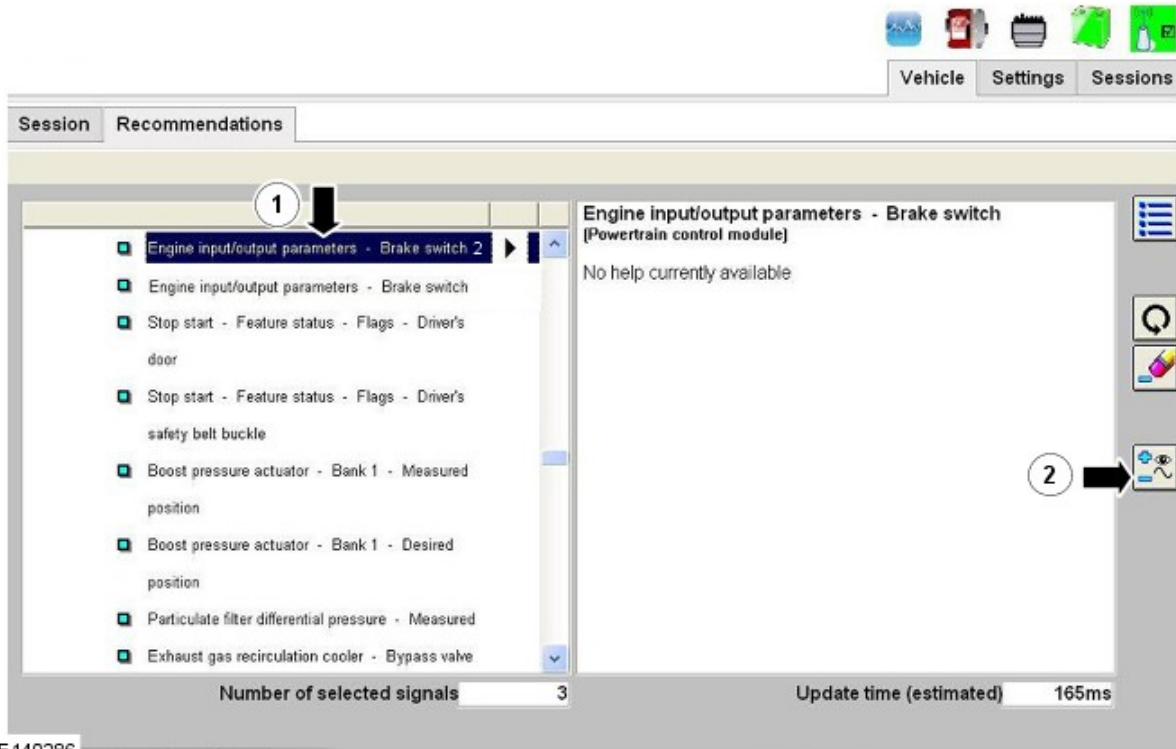 Vehicle Settings Sessions
Session Recommendations
1
Engine input/output parameters - Brake switch 2
Engine input/output parameters - Brake switch
Stop start - Feature status - Flags - Driver's
door
Stop start - Feature status - Flags - Driver's
safety belt buckle
Boost pressure actuator - Bank 1 - Measured
position
Boost pressure actuator - Bank 1 - Desired
position
Particulate filter differential pressure - Measured
Exhaust gas recirculation cooler - Bypass valve
Number of selected signals 3
Engine input/output parameters - Brake switch
[Powertrain control module]
No help currently available
2
Update time (estimated) 165ms